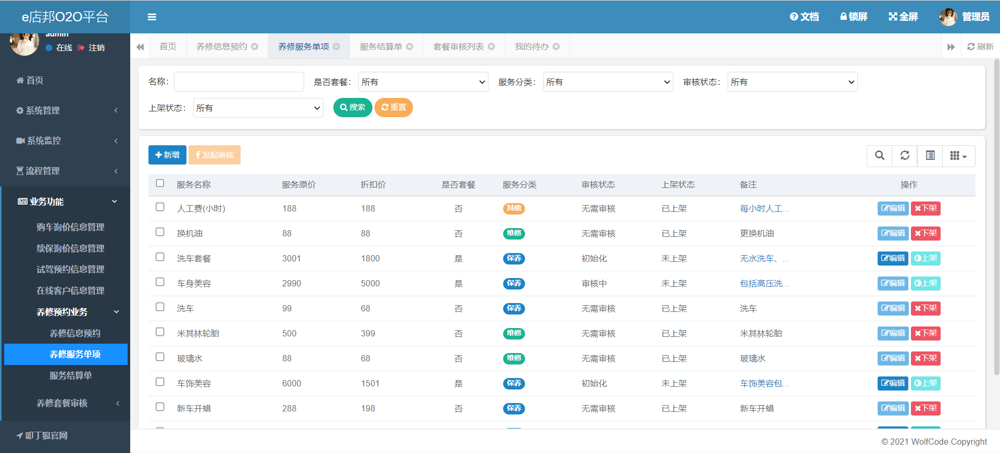 e店邦O2O平台
文档 锁屏 全屏 管理员
admin
在线 注销
首页 养修信息预约 养修服务单项 服务结算单 套餐审核列表 我的待办 刷新
首页
系统管理
系统监控
流程管理
业务功能
购车询价信息管理
续保询价信息管理
试驾预约信息管理
在线客户信息管理
养修预约业务
养修信息预约
养修服务单项
服务结算单
养修套餐审核
叩丁狼官网
名称： 是否套餐： 所有 服务分类： 所有 审核状态： 所有
上架状态： 所有 搜索 重置
新增 发起审核
服务名称 服务原价 折扣价 是否套餐 服务分类 审核状态 上架状态 备注 操作
人工费(小时) 188 188 否 其他 无需审核 已上架 每小时人工... 编辑 下架
换机油 88 88 否 维修 无需审核 已上架 更换机油 编辑 下架
洗车套餐 3001 1800 是 保养 初始化 未上架 无水洗车、... 编辑 上架
车身美容 2990 5000 是 保养 审核中 未上架 包括高压洗... 编辑 上架
洗车 99 68 否 保养 无需审核 已上架 洗车 编辑 下架
米其林轮胎 500 399 否 维修 无需审核 已上架 米其林轮胎 编辑 下架
玻璃水 88 68 否 维修 无需审核 已上架 玻璃水 编辑 下架
车饰美容 6000 1501 是 保养 初始化 未上架 车饰美容包... 编辑 上架
新车开蜡 288 198 否 保养 无需审核 已上架 新车开蜡 编辑 下架
© 2021 WolfCode Copyright